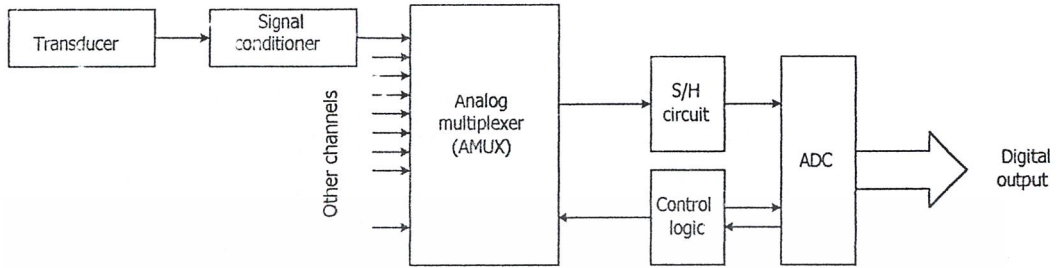 Transducer
Signal
conditioner
Other channels
Analog
multiplexer
(AMUX)
S/H
circuit
Control
logic
ADC
Digital
output